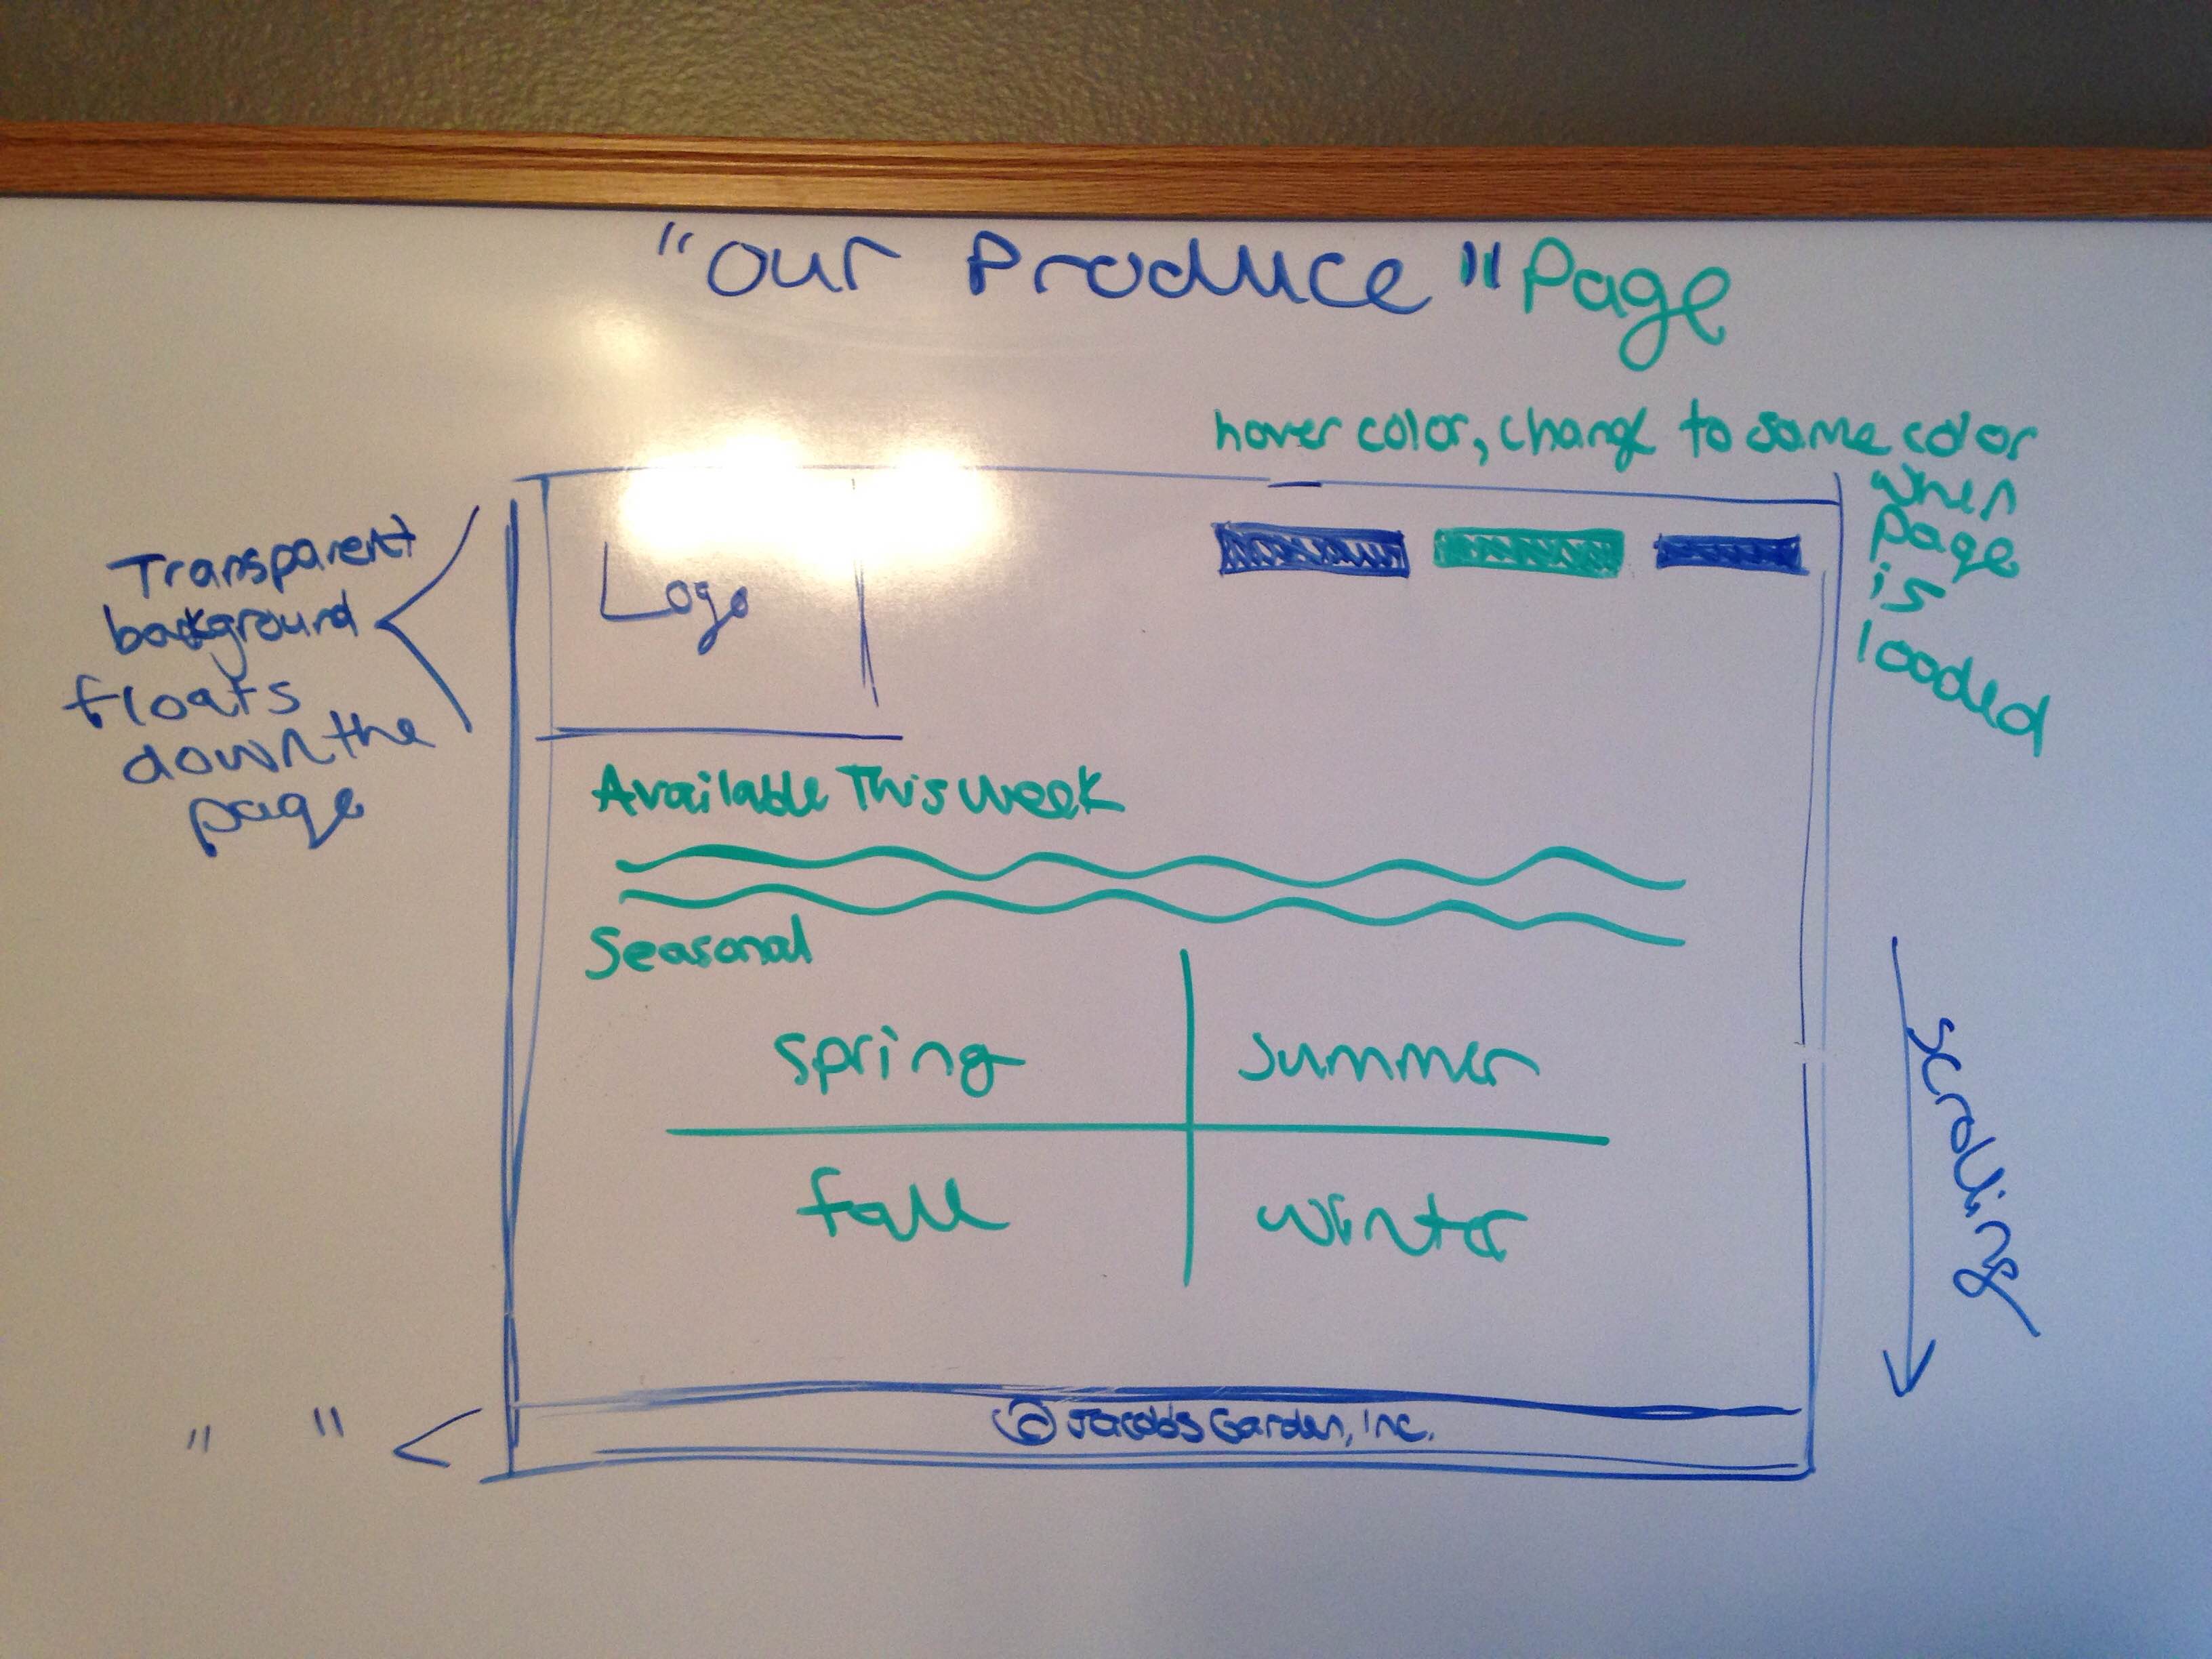 "Our Produce" Page
hover color, change to same color
when
page
is
loaded
Transparent
background
floats
down the
page
Logo
Available This Week
Seasonal
spring
summer
fall
winter
scrolling
" "
© Jacobs Garden, Inc.